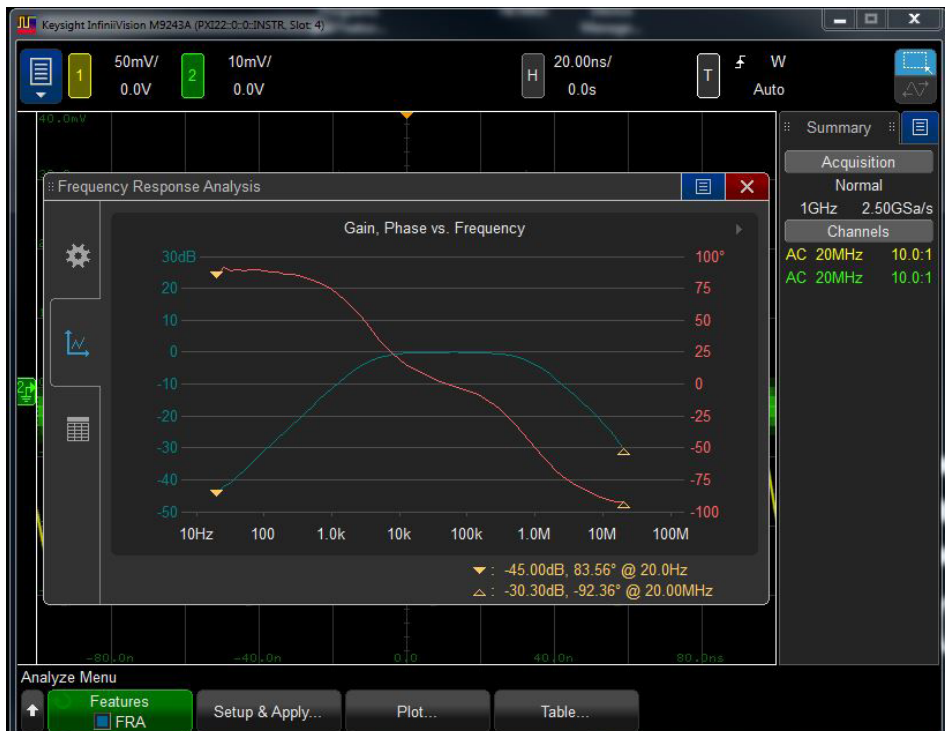 Keysight InfiniiVision M9243A (PXI22::0::0::INSTR, Slot: 4)
1 50mV/ 2 10mV/ H 20.00ns/ T W
0.0V 0.0V 0.0s Auto
40.0mV
Summary
Acquisition
Normal
1GHz 2.50GSa/s
Channels
AC 20MHz 10.0:1
AC 20MHz 10.0:1
Frequency Response Analysis
Gain, Phase vs. Frequency
30dB 100°
20 75
10 50
0 25
-10 0
-20 -25
-30 -50
-40 -75
-50 -100
10Hz 100 1.0k 10k 100k 1.0M 10M 100M
: -45.00dB, 83.56° @ 20.0Hz
: -30.30dB, -92.36° @ 20.00MHz
2
-80.0n -40.0n 0.0 40.0n 80.0ns
Analyze Menu
Features
FRA
Setup & Apply...
Plot...
Table...